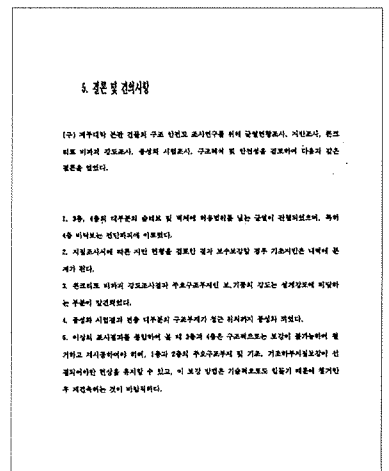 5. 결론 및 건의사항
(구) 제주대학 본관 건물의 구조 안전도 조사연구를 위해 균열현황조사, 지반조사, 콘크
리트 비파괴 강도조사, 중성화 시험조사, 구조해석 및 안전성을 검토하여 다음과 같은
결론을 얻었다.
1. 3층, 4층의 대부분의 슬래브 및 벽체에 허용범위를 넘는 균열이 관찰되었으며, 특히
4층 바닥보는 전단파괴에 이르렀다.
2. 지질조사서에 따른 지반 현황을 검토한 결과 보수보강할 경우 기초지반은 내력에 문
제가 된다.
3. 콘크리트 비파괴 강도조사결과 주요구조부재인 보,기둥의 강도는 설계강도에 미달하
는 부분이 발견되었다.
4. 중성화 시험결과 전층 대부분의 구조부재가 철근 위치까지 중성화 되었다.
5. 이상의 조사결과를 종합하여 볼 때 3층과 4층은 구조적으로는 보강이 불가능하여 철
거하고 재시공하여야 하며, 1층과 2층의 주요구조부재 및 기초, 기초하부지질보강이 선
결되어야만 현상을 유지할 수 있고, 이 보강 방법은 기술적으로도 힘들기 때문에 철거한
후 재건축하는 것이 바람직하다.